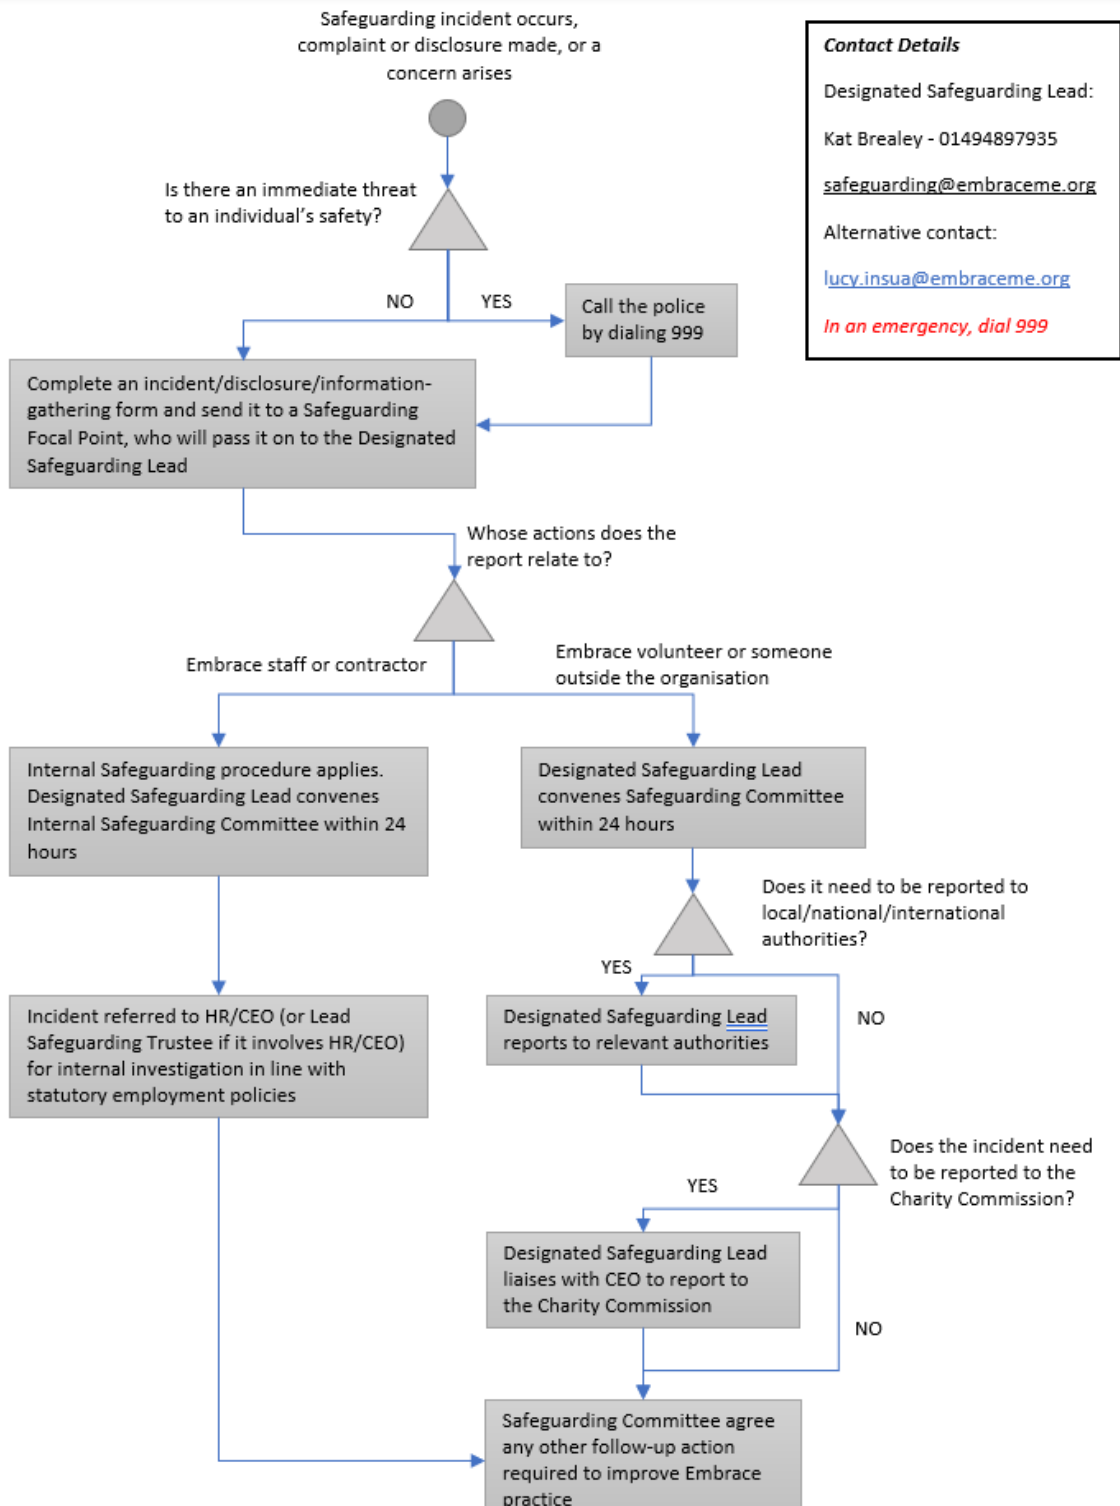 Safeguarding incident occurs,
complaint or disclosure made, or a
concern arises
Contact Details
Designated Safeguarding Lead:
Kat Brealey - 01494897935
safeguarding@embraceme.org
Alternative contact:
lucy.insua@embraceme.org
In an emergency, dial 999
Is there an immediate threat
to an individual’s safety?
NO
YES
Call the police
by dialing 999
Complete an incident/disclosure/information-
gathering form and send it to a Safeguarding
Focal Point, who will pass it on to the Designated
Safeguarding Lead
Whose actions does the
report relate to?
Embrace staff or contractor
Embrace volunteer or someone
outside the organisation
Internal Safeguarding procedure applies.
Designated Safeguarding Lead convenes
Internal Safeguarding Committee within 24
hours
Designated Safeguarding Lead
convenes Safeguarding Committee
within 24 hours
Does it need to be reported to
local/national/international
authorities?
YES
NO
Incident referred to HR/CEO (or Lead
Safeguarding Trustee if it involves HR/CEO)
for internal investigation in line with
statutory employment policies
Designated Safeguarding Lead
reports to relevant authorities
Does the incident need
to be reported to the
Charity Commission?
YES
Designated Safeguarding Lead
liaises with CEO to report to
the Charity Commission
NO
Safeguarding Committee agree
any other follow-up action
required to improve Embrace
practice